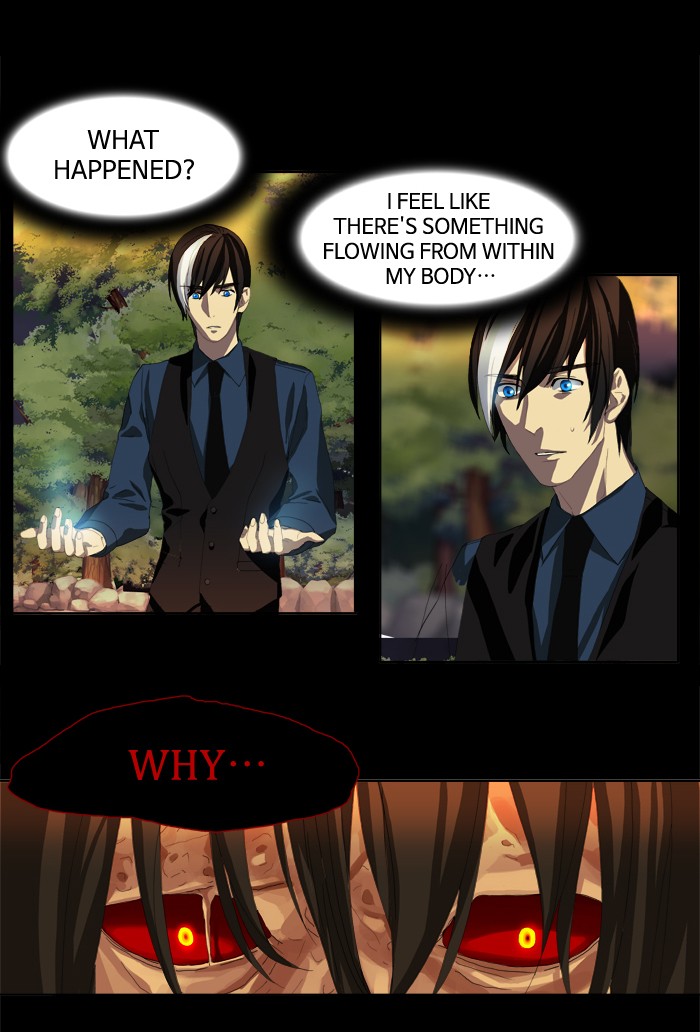 WHAT
HAPPENED?
I FEEL LIKE
THERE'S SOMETHING
FLOWING FROM WITHIN
MY BODY…
WHY…